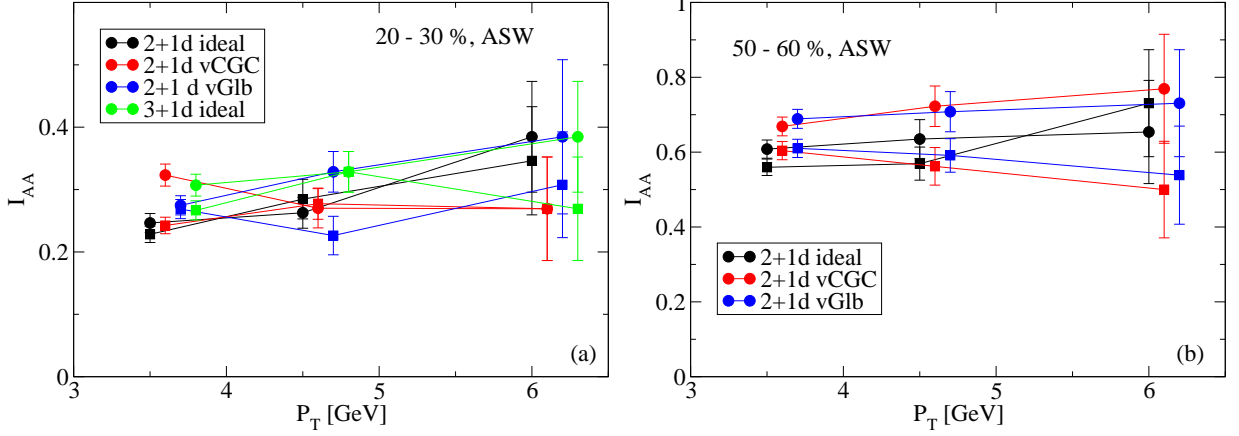 20 - 30 %, ASW
2+1d ideal
2+1d vCGC
2+1 d vGlb
3+1d ideal
I_AA
0.4
0.2
0
3
4
5
6
P_T [GeV]
(a)
50 - 60 %, ASW
1
0.8
0.6
0.4
0.2
0
I_AA
2+1d ideal
2+1d vCGC
2+1d vGlb
3
4
5
6
P_T [GeV]
(b)